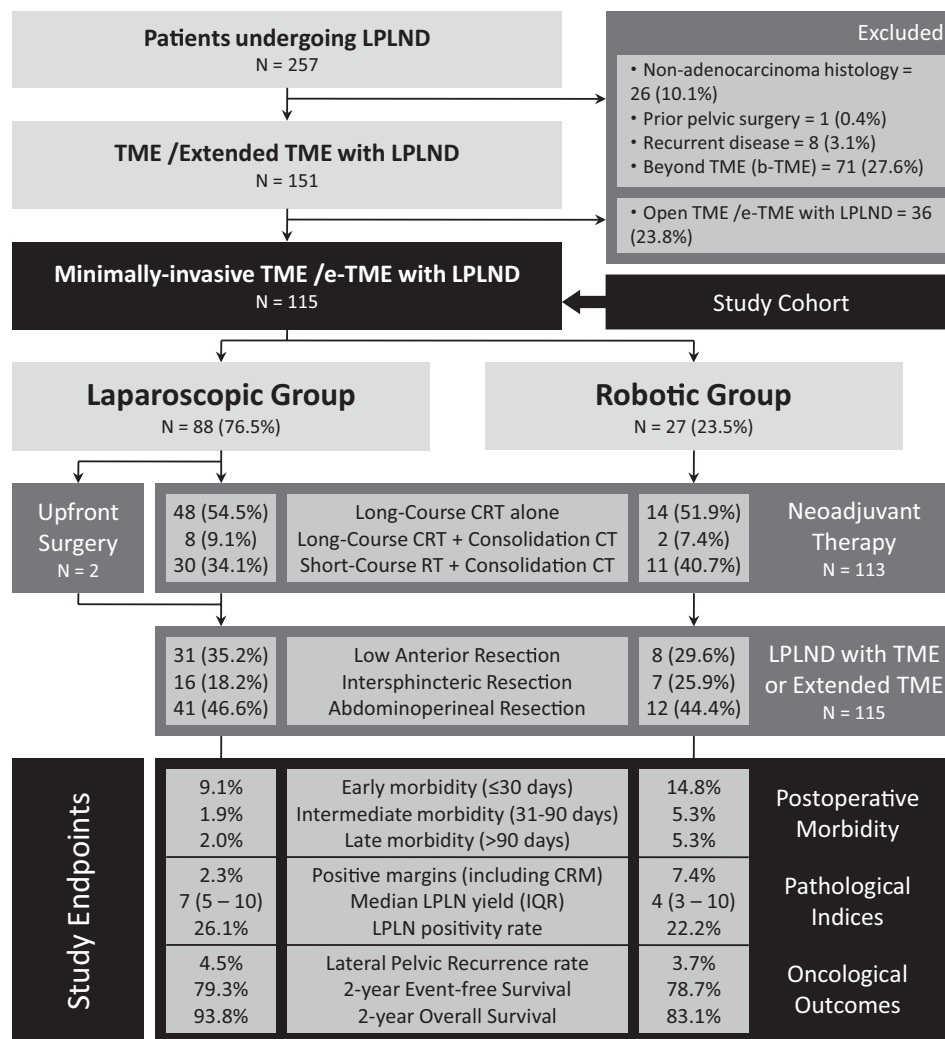 Patients undergoing LPLND
N = 257
Excluded
• Non-adenocarcinoma histology =
26 (10.1%)
• Prior pelvic surgery = 1 (0.4%)
• Recurrent disease = 8 (3.1%)
• Beyond TME (b-TME) = 71 (27.6%)
TME /Extended TME with LPLND
N = 151
• Open TME /e-TME with LPLND = 36
(23.8%)
Minimally-invasive TME /e-TME with LPLND
N = 115
Study Cohort
Laparoscopic Group
N = 88 (76.5%)
Robotic Group
N = 27 (23.5%)
Upfront
Surgery
N = 2
48 (54.5%) Long-Course CRT alone 14 (51.9%)
8 (9.1%) Long-Course CRT + Consolidation CT 2 (7.4%)
30 (34.1%) Short-Course RT + Consolidation CT 11 (40.7%)
Neoadjuvant
Therapy
N = 113
31 (35.2%) Low Anterior Resection 8 (29.6%)
16 (18.2%) Intersphincteric Resection 7 (25.9%)
41 (46.6%) Abdominoperineal Resection 12 (44.4%)
LPLND with TME
or Extended TME
N = 115
Study Endpoints
9.1% Early morbidity (≤30 days) 14.8%
1.9% Intermediate morbidity (31-90 days) 5.3%
2.0% Late morbidity (>90 days) 5.3%
Postoperative
Morbidity
2.3% Positive margins (including CRM) 7.4%
7 (5 – 10) Median LPLN yield (IQR) 4 (3 – 10)
26.1% LPLN positivity rate 22.2%
Pathological
Indices
4.5% Lateral Pelvic Recurrence rate 3.7%
79.3% 2-year Event-free Survival 78.7%
93.8% 2-year Overall Survival 83.1%
Oncological
Outcomes